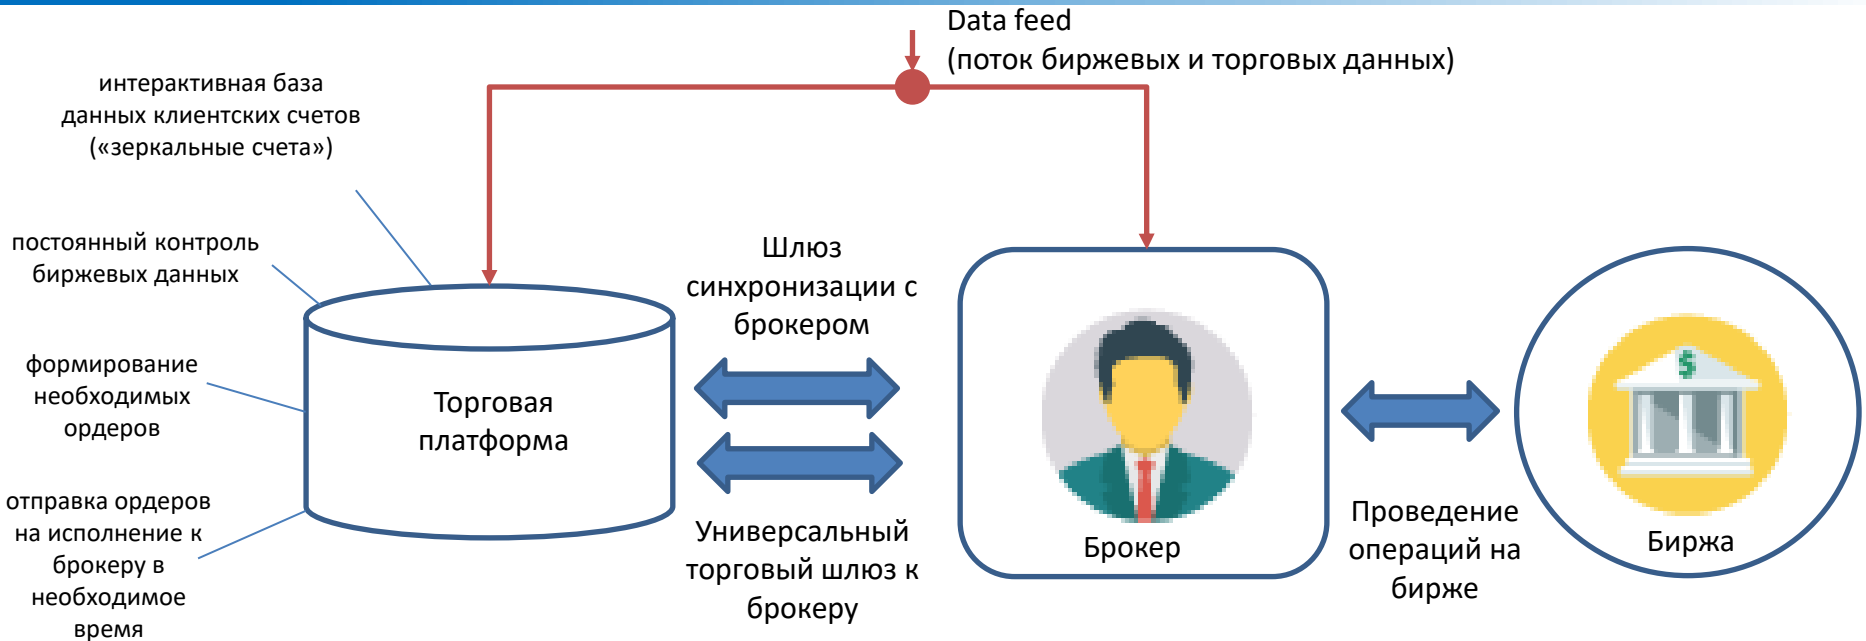 Data feed
(поток биржевых и торговых данных)
интерактивная база
данных клиентских счетов
(«зеркальные счета»)
постоянный контроль
биржевых данных
формирование
необходимых
ордеров
отправка ордеров
на исполнение к
брокеру в
необходимое
время
Торговая
платформа
Шлюз
синхронизации с
брокером
Универсальный
торговый шлюз к
брокеру
Брокер
Проведение
операций на
бирже
$
Биржа